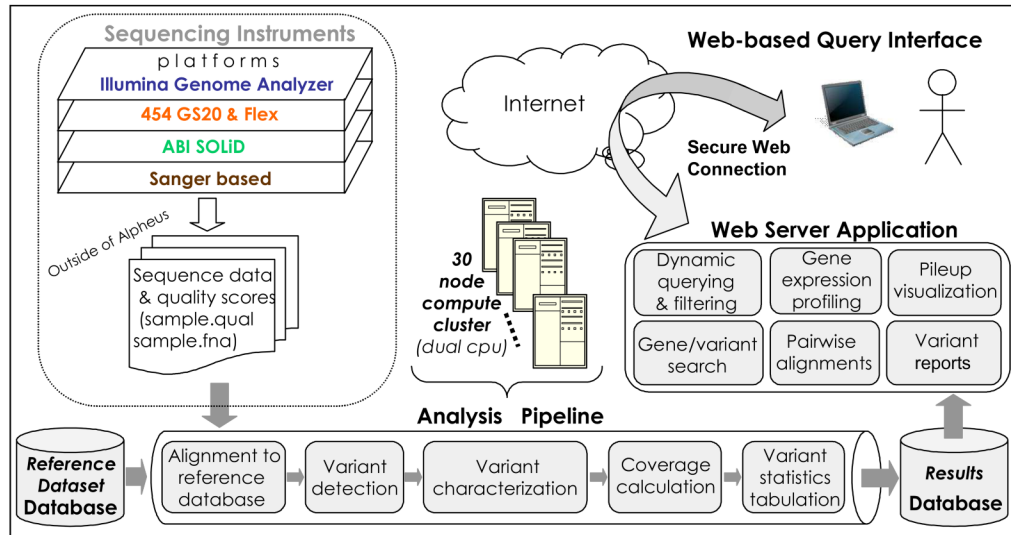 Sequencing Instruments
platforms
Illumina Genome Analyzer
454 GS20 & Flex
ABI SOLiD
Sanger based
Outside of Alpheus
Sequence data
& quality scores
(sample.qual
sample.fna)
Internet
Web-based Query Interface
Secure Web
Connection
30
node
compute
cluster
(dual cpu)
Web Server Application
Dynamic
querying
& filtering
Gene
expression
profiling
Pileup
visualization
Gene/variant
search
Pairwise
alignments
Variant
reports
Analysis Pipeline
Reference
Dataset
Database
Alignment to
reference
database
Variant
detection
Variant
characterization
Coverage
calculation
Variant
statistics
tabulation
Results
Database